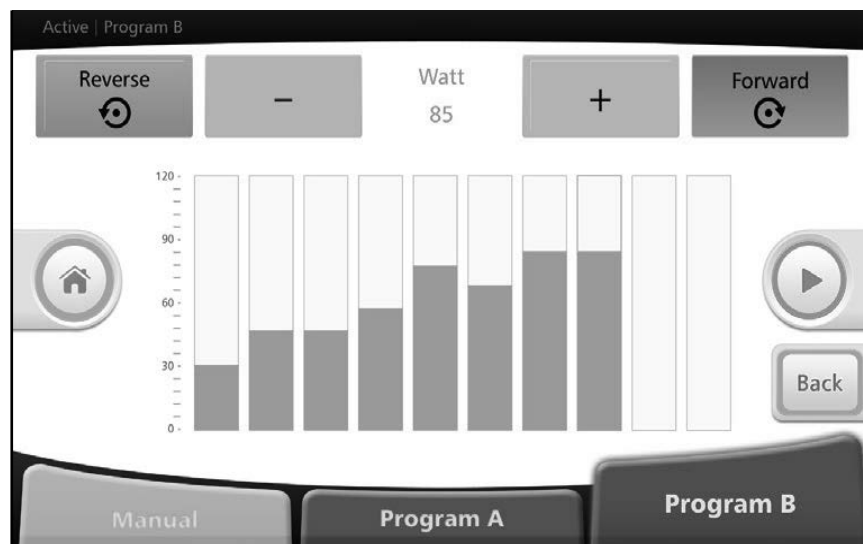 Active | Program B
Reverse
−
Watt
85
+
Forward
120
90
60
30
0
Back
Manual
Program A
Program B